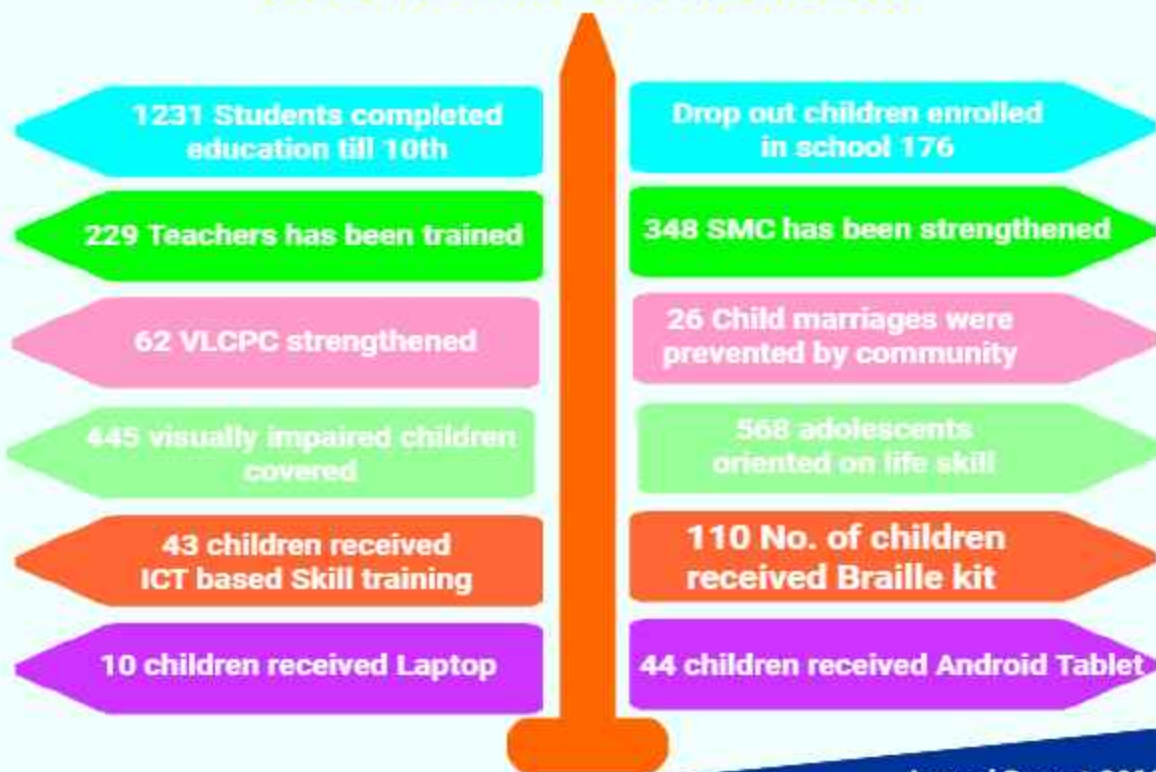 1231 Students completed
education till 10th
Drop out children enrolled
in school 176
229 Teachers has been trained
348 SMC has been strengthened
62 VLCPC strengthened
26 Child marriages were
prevented by community
445 visually impaired children
covered
568 adolescents
oriented on life skill
43 children received
ICT based Skill training
110 No. of children
received Braille kit
10 children received Laptop
44 children received Android Tablet